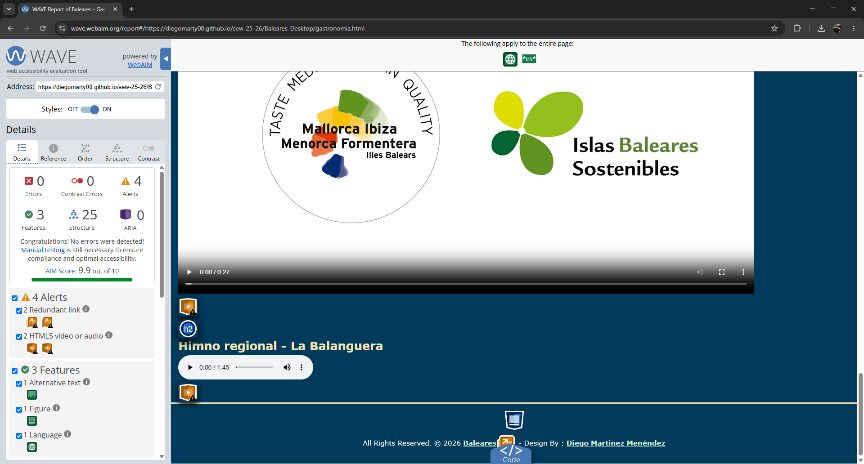 WAVE Report of Baleares - Gas
wave.webaim.org/report#/https://diegomarty00.github.io/sew-25-26/Baleares-Desktop/gastronomia.html
WAVE
web accessibility evaluation tool
powered by
WebAIM
Address: https://diegomarty00.github.io/sew-25-26/B
Styles: OFF ON
Details
Details Reference Order Structure Contrast
0 Errors
0 Contrast Errors
4 Alerts
3 Features
25 Structure
0 ARIA
Congratulations! No errors were detected!
Manual testing is still necessary to ensure
compliance and optimal accessibility.
AIM Score: 9.9 out of 10
4 Alerts
2 Redundant link
2 HTML5 video or audio
3 Features
1 Alternative text
1 Figure
1 Language
The following apply to the entire page:
"es"
Mallorca Ibiza
Menorca Formentera
Illes Balears
Islas Baleares
Sostenibles
0:00 / 0:27
h2
Himno regional - La Balanguera
0:00 / 1:45
All Rights Reserved. © 2026 Baleares - Design By : Diego Martínez Menéndez
</>
Code